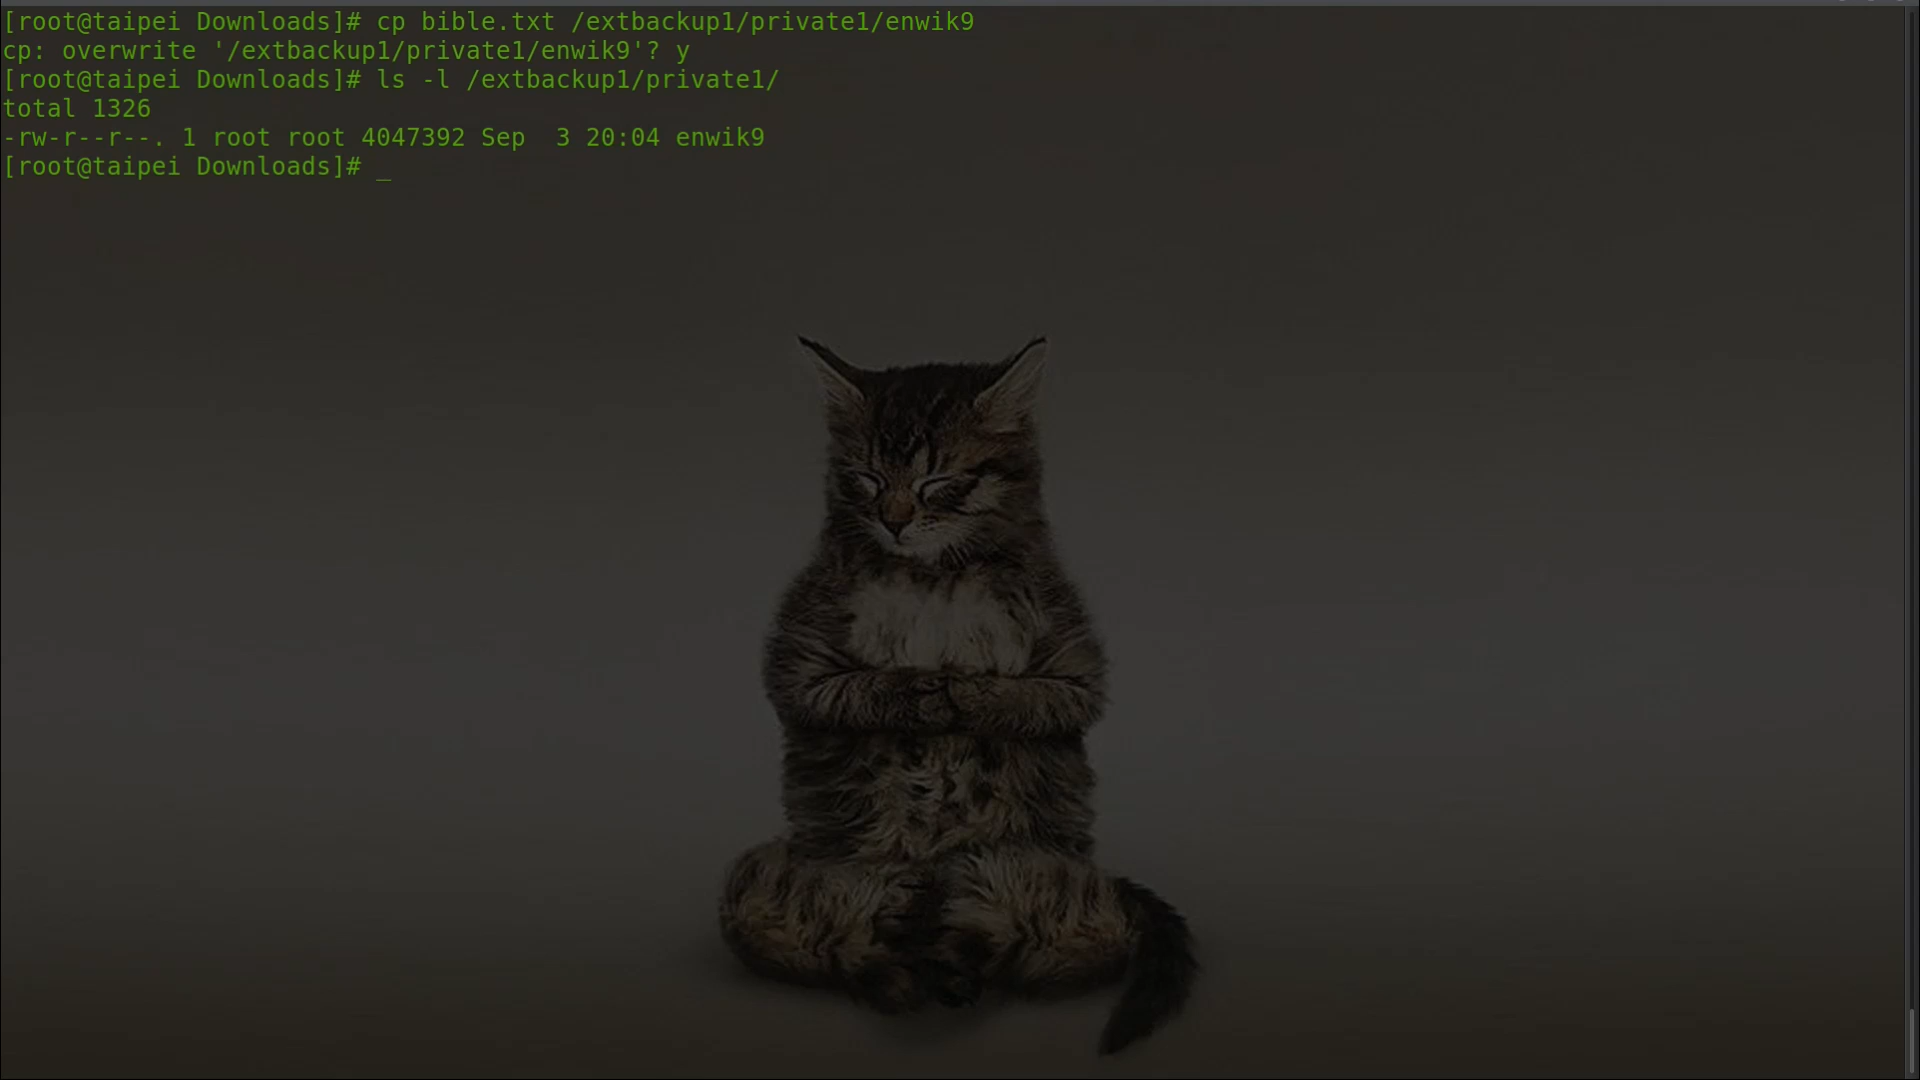 [root@taipei Downloads]# cp bible.txt /extbackup1/private1/enwik9
cp: overwrite '/extbackup1/private1/enwik9'? y
[root@taipei Downloads]# ls -l /extbackup1/private1/
total 1326
-rw-r--r--. 1 root root 4047392 Sep  3 20:04 enwik9
[root@taipei Downloads]# _